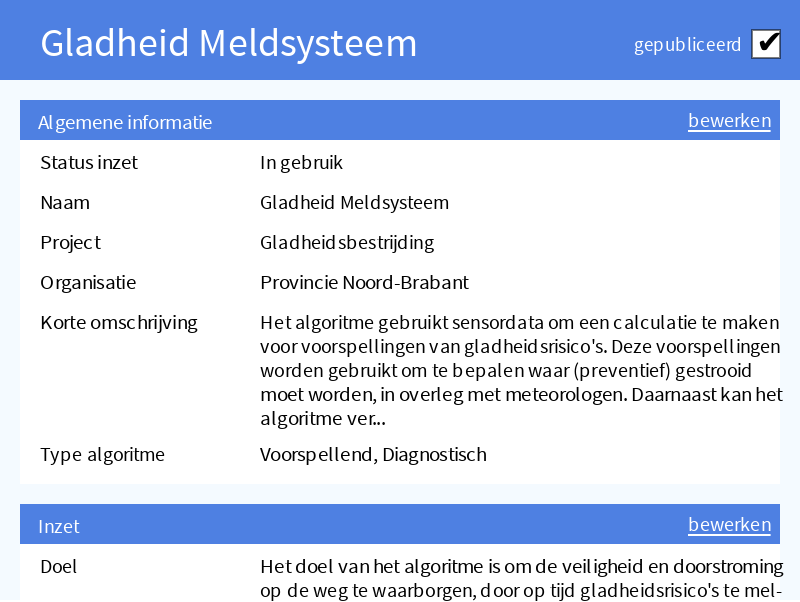 Gladheid Meldsysteem
gepubliceerd ✔
Algemene informatie bewerken
Status inzet In gebruik
Naam Gladheid Meldsysteem
Project Gladheidsbestrijding
Organisatie Provincie Noord-Brabant
Korte omschrijving Het algoritme gebruikt sensordata om een calculatie te maken
voor voorspellingen van gladheidsrisico's. Deze voorspellingen
worden gebruikt om te bepalen waar (preventief) gestrooid
moet worden, in overleg met meteorologen. Daarnaast kan het
algoritme ver...
Type algoritme Voorspellend, Diagnostisch
Inzet bewerken
Doel Het doel van het algoritme is om de veiligheid en doorstroming
op de weg te waarborgen, door op tijd gladheidsrisico's te mel-